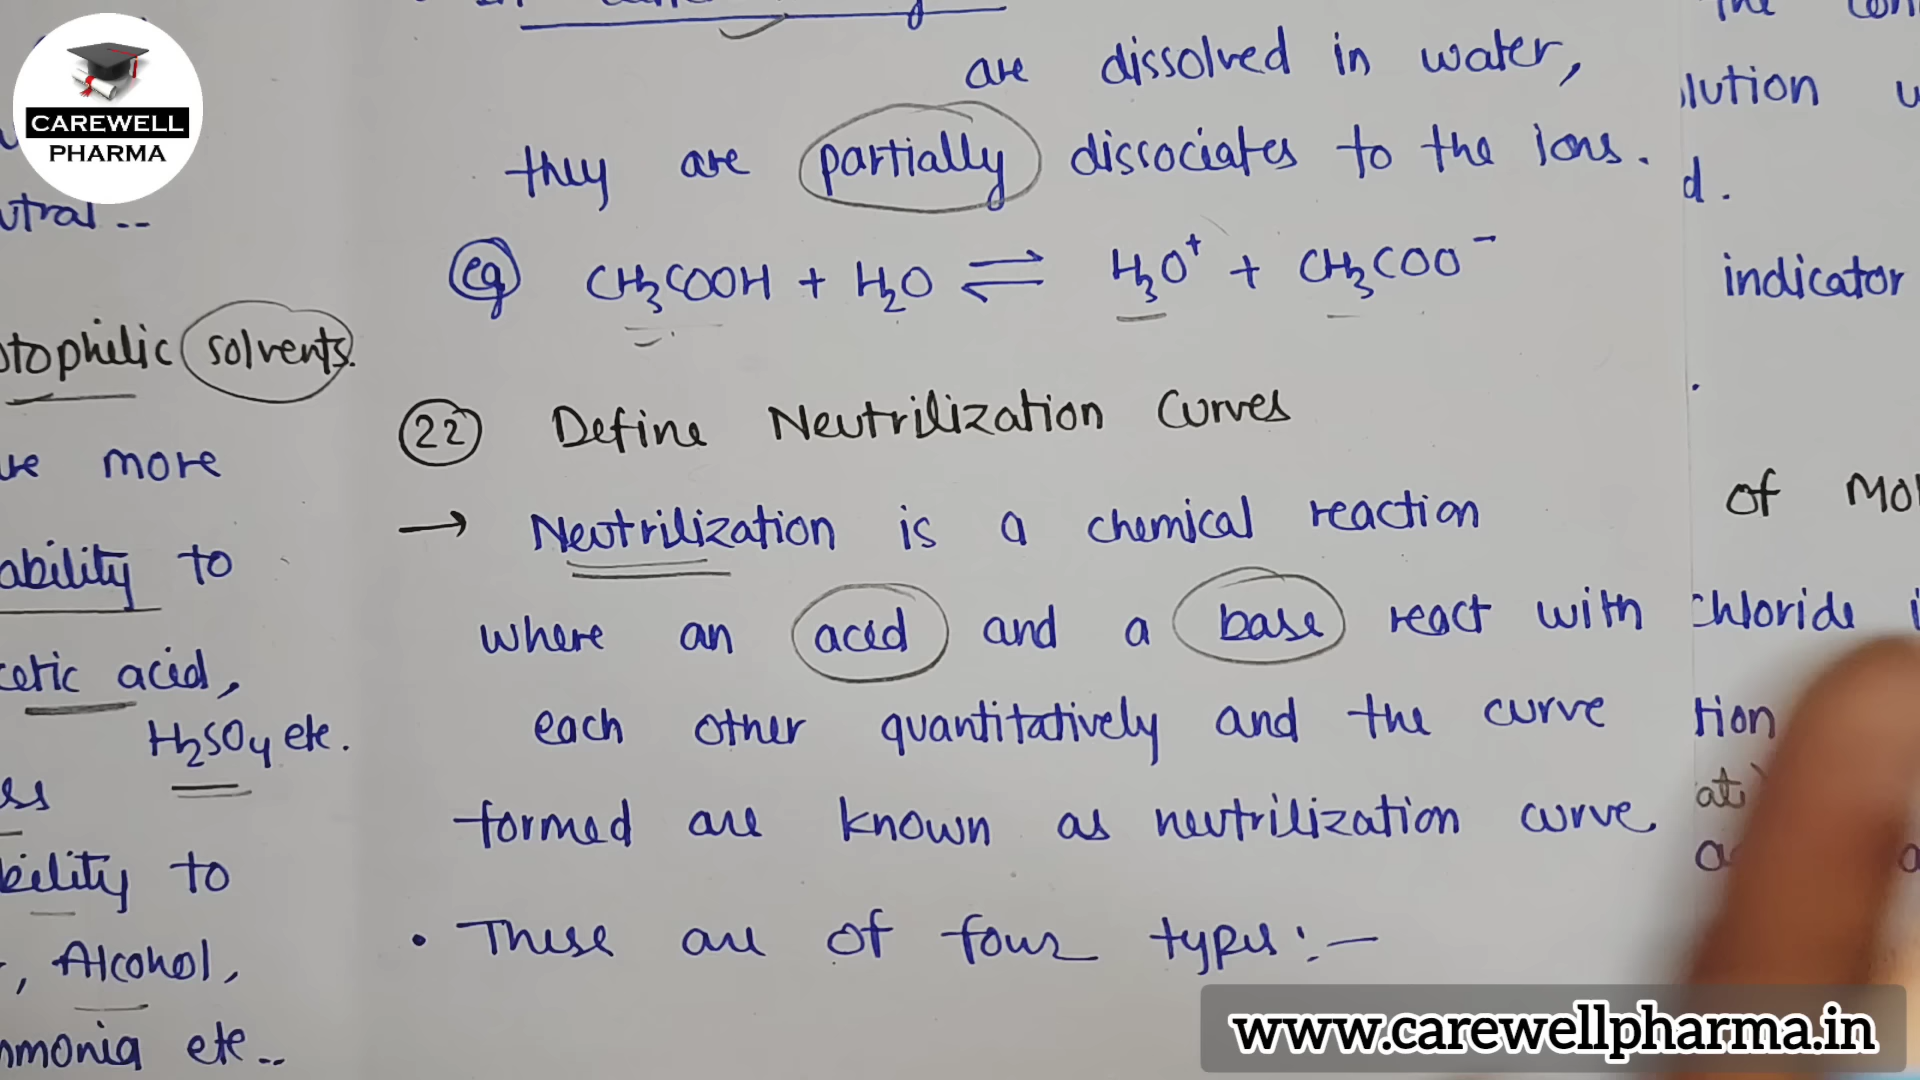 CAREWELL
PHARMA
are dissolved in water,
they are partially dissociates to the Ions.
eg CH3COOH + H2O ⇌ H3O+ + CH3COO-
22 Define Neutrilization Curves
→ Neutrilization is a chemical reaction
where an acid and a base react with
each other quantitatively and the curve
formed are known as neutrilization curve
• These are of four types:-
solvents.
more
ability to
acid,
H2SO4 etc.
to
, Alcohol,
etc..
d.
indicator
of
chloride
www.carewellpharma.in